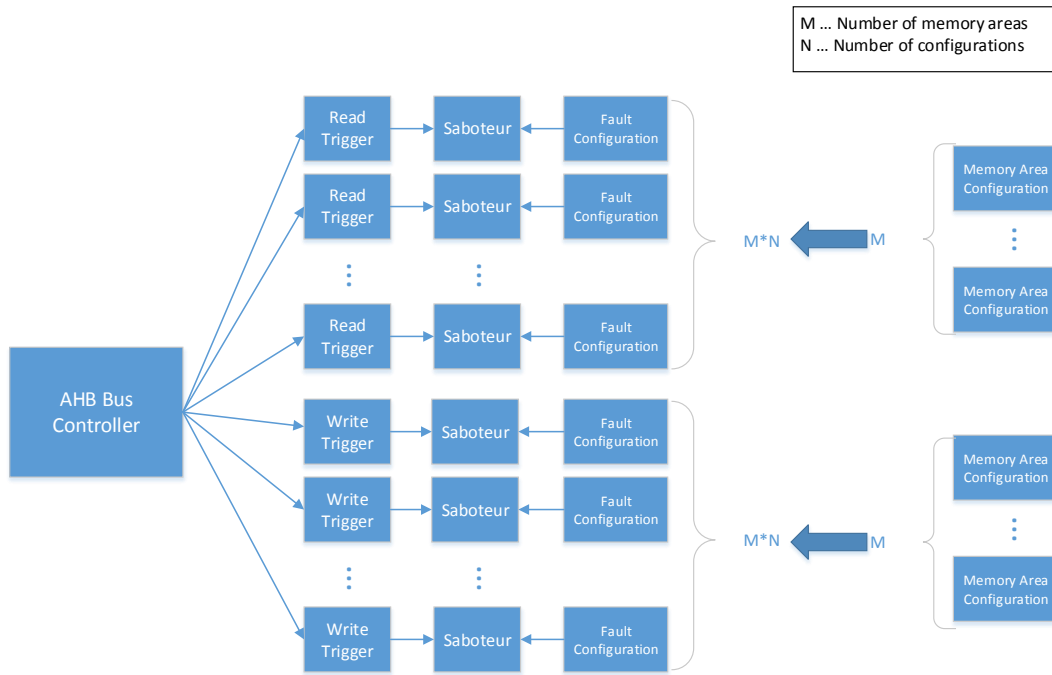 M ... Number of memory areas
N ... Number of configurations
Read
Trigger
Saboteur
Fault
Configuration
Read
Trigger
Saboteur
Fault
Configuration
Read
Trigger
Saboteur
Fault
Configuration
M*N
M
Memory Area
Configuration
Memory Area
Configuration
AHB Bus
Controller
Write
Trigger
Saboteur
Fault
Configuration
Write
Trigger
Saboteur
Fault
Configuration
Write
Trigger
Saboteur
Fault
Configuration
M*N
M
Memory Area
Configuration
Memory Area
Configuration